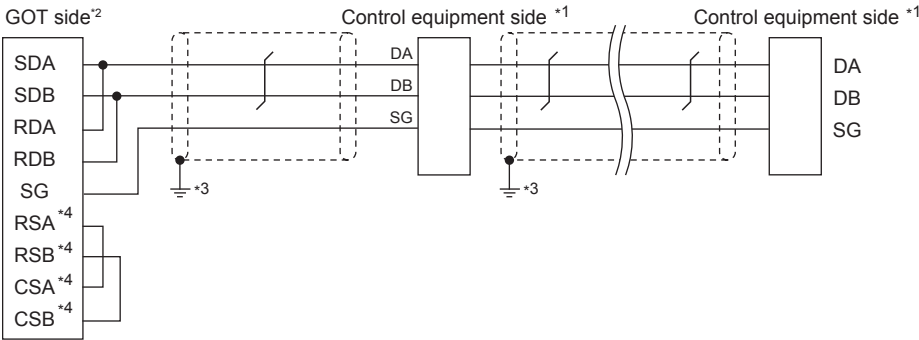 GOT side*2
Control equipment side *1
Control equipment side *1
SDA
SDB
RDA
RDB
SG
RSA*4
RSB*4
CSA*4
CSB*4
DA
DB
SG
*3
*3
DA
DB
SG